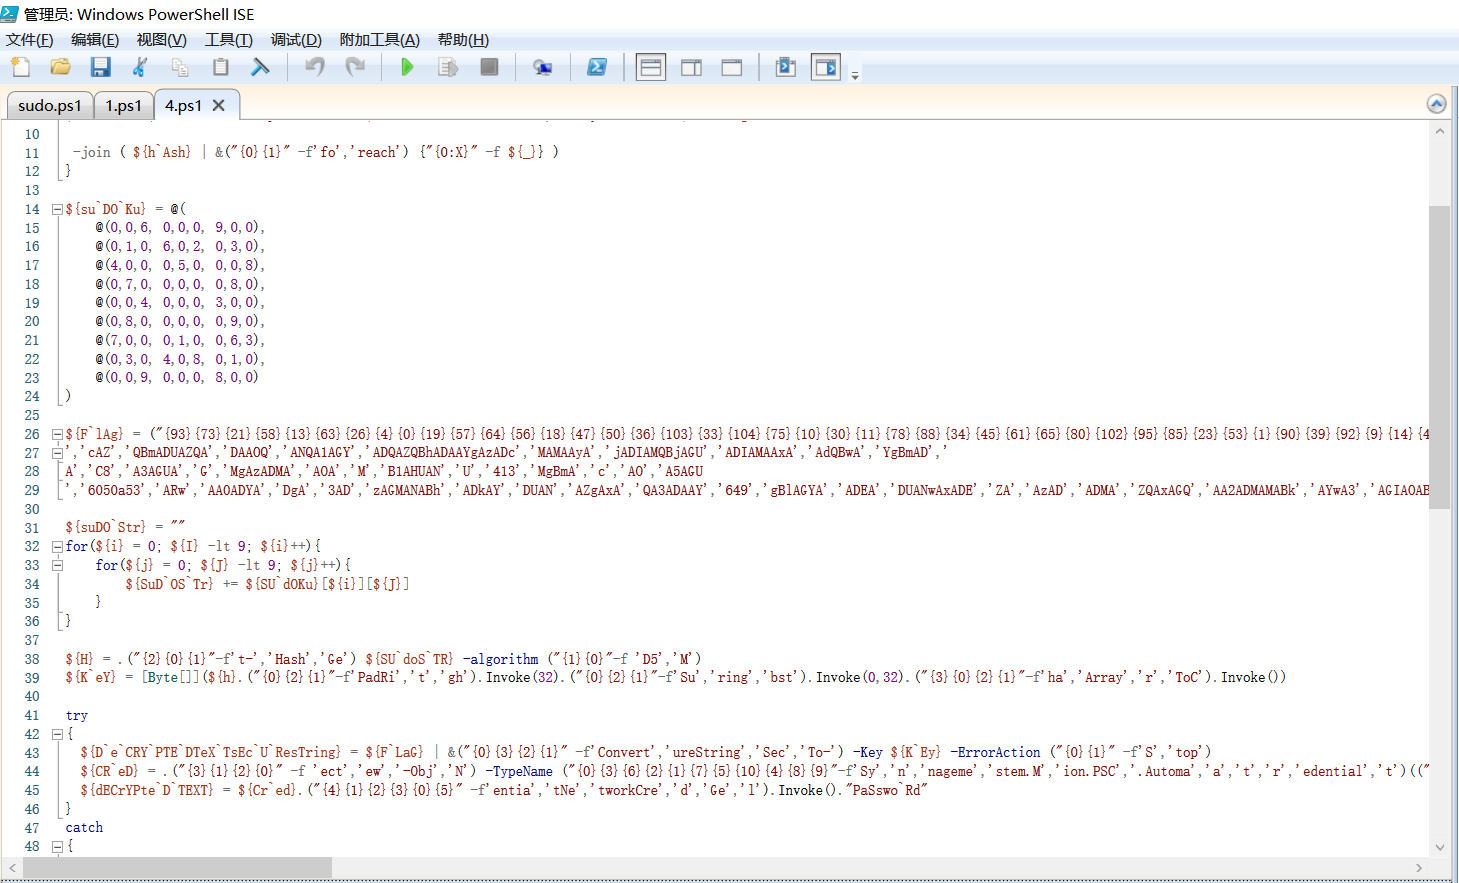 管理员: Windows PowerShell ISE
文件(F) 编辑(E) 视图(V) 工具(T) 调试(D) 附加工具(A) 帮助(H)
sudo.ps1 1.ps1 4.ps1
10
11 -join ( ${h`Ash} | &("{0}{1}" -f'fo','reach') {"{0:X}" -f ${_}} )
12 }
13
14 ${su`DO`Ku} = @(
15 @(0,0,6, 0,0,0, 9,0,0),
16 @(0,1,0, 6,0,2, 0,3,0),
17 @(4,0,0, 0,5,0, 0,0,8),
18 @(0,7,0, 0,0,0, 0,8,0),
19 @(0,0,4, 0,0,0, 3,0,0),
20 @(0,8,0, 0,0,0, 0,9,0),
21 @(7,0,0, 0,1,0, 0,6,3),
22 @(0,3,0, 4,0,8, 0,1,0),
23 @(0,0,9, 0,0,0, 8,0,0)
24 )
25
26 ${F`lAg} = ("{93}{73}{21}{58}{13}{63}{26}{4}{0}{19}{57}{64}{56}{18}{47}{50}{36}{103}{33}{104}{75}{10}{30}{11}{78}{88}{34}{45}{61}{65}{80}{102}{95}{85}{23}{53}{1}{90}{39}{92}{9}{14}{4
27 ','cAZ','QBmADUAZQA','DAAOQ','ANQA1AGY','ADQAZQBhADAAYgAzADc','MAMAAyA','jADIAMQBjAGU','ADIAMAAxA','AdQBwA','YgBmAD','
28 A','C8','A3AGUA','G','MgAzADMA','AOA','M','B1AHUAN','U','413','MgBmA','c','AO','A5AGU
29 ','6050a53','ARw','AAOADYA','DgA','3AD','zAGMANABh','ADkAY','DUAN','AZgAxA','QA3ADAAY','649','gBlAGYA','ADEA','DUANwAxADE','ZA','AzAD','ADMA','ZQAxAGQ','AA2ADMAMABk','AYwA3','AGIAOAB
30
31 ${suDO`Str} = ""
32 for(${i} = 0; ${I} -lt 9; ${i}++){
33 for(${j} = 0; ${J} -lt 9; ${j}++){
34 ${SuD`OS`Tr} += ${SU`dOKu}[${i}][${J}]
35 }
36 }
37
38 ${H} = .("{2}{0}{1}"-f't-','Hash','Ge') ${SU`doS`TR} -algorithm ("{1}{0}"-f 'D5','M')
39 ${K`eY} = [Byte[]](${h}.("{0}{2}{1}"-f'PadRi','t','gh').Invoke(32).("{0}{2}{1}"-f'Su','ring','bst').Invoke(0,32).("{3}{0}{2}{1}"-f'ha','Array','r','ToC').Invoke())
40
41 try
42 {
43 ${D`e`CRY`PTE`DTeX`TsEc`U`ResTring} = ${F`LaG} | &("{0}{3}{2}{1}" -f'Convert','ureString','Sec','To-') -Key ${K`Ey} -ErrorAction ("{0}{1}" -f'S','top')
44 ${CR`eD} = .("{3}{1}{2}{0}" -f 'ect','ew','-Obj','N') -TypeName ("{0}{3}{6}{2}{1}{7}{5}{10}{4}{8}{9}"-f'Sy','n','nageme','stem.M','ion.PSC','.Automa','a','t','r','edential','t')(("
45 ${dECrYPte`D`TEXT} = ${Cr`ed}.("{4}{1}{2}{3}{0}{5}" -f'entia','tNe','tworkCre','d','Ge','l').Invoke()."PaSswo`Rd"
46 }
47 catch
48 {